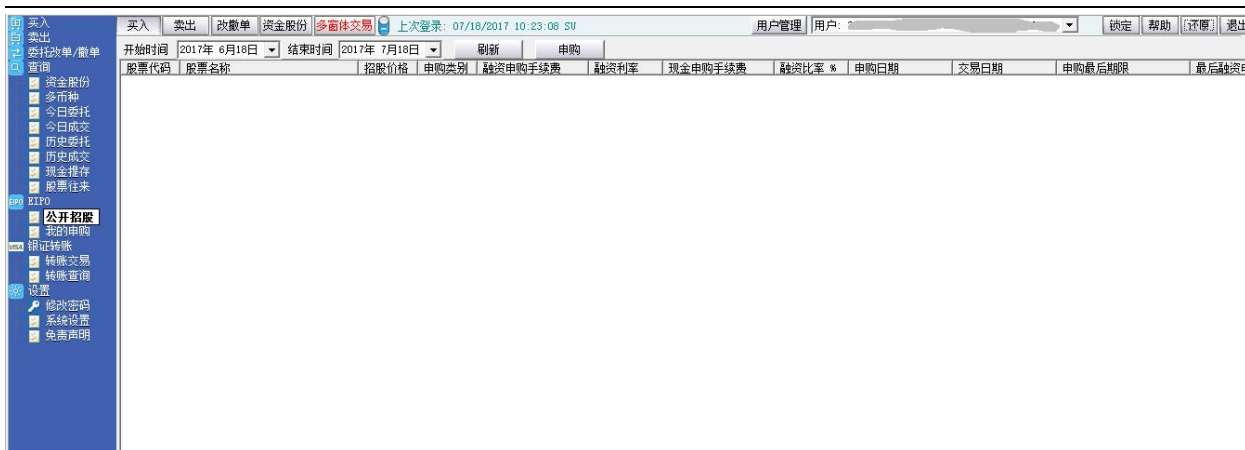 买入 卖出 改撤单 资金股份 多窗体交易 上次登录: 07/18/2017 10:23:08 SU 用户管理 用户: 锁定 帮助 还原 退出
开始时间 2017年 6月18日 结束时间 2017年 7月18日 刷新 申购
股票代码 股票名称 招股价格 申购类别 融资申购手续费 融资利率 现金申购手续费 融资比率 % 申购日期 交易日期 申购最后期限 最后融资申
买入
卖出
委托改单/撤单
查询
资金股份
多币种
今日委托
今日成交
历史委托
历史成交
现金提存
股票往来
EIPO EIPO
公开招股
我的申购
VISA 银证转账
转账交易
转账查询
设置
修改密码
系统设置
免责声明